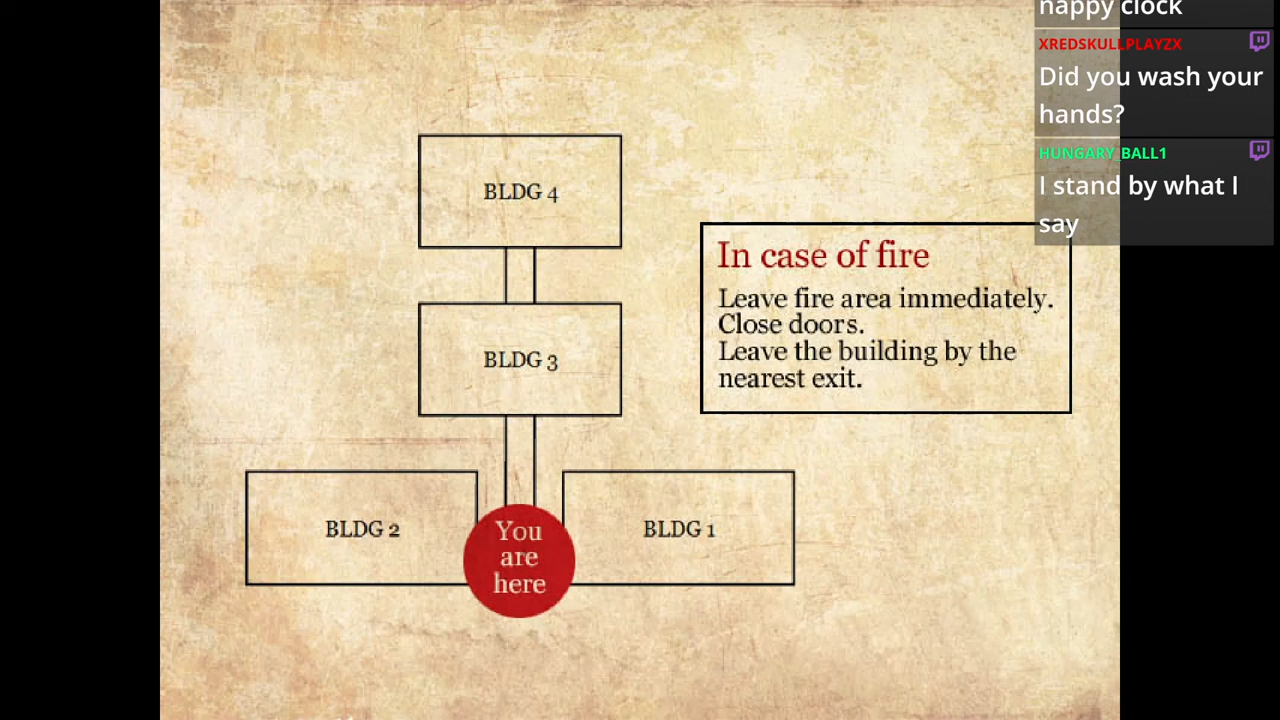 nappy clock
XREDSKULLPLAYZX
Did you wash your
hands?
HUNGARY_BALL1
I stand by what I
say
BLDG 4
In case of fire
Leave fire area immediately.
Close doors.
Leave the building by the
nearest exit.
BLDG 3
BLDG 2
You
are
here
BLDG 1